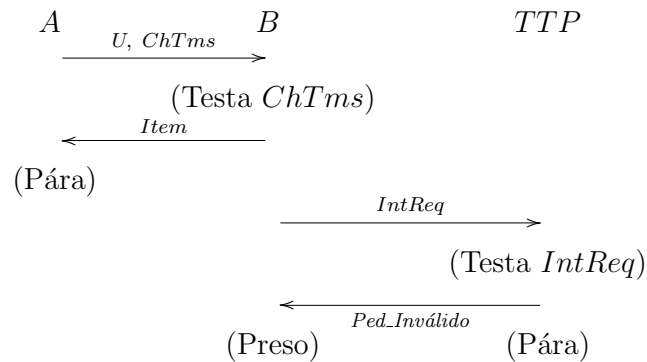 A B TTP
U, ChTms
(Testa ChTms)
Item
(Pára)
IntReq
(Testa IntReq)
Ped_Inválido
(Preso) (Pára)